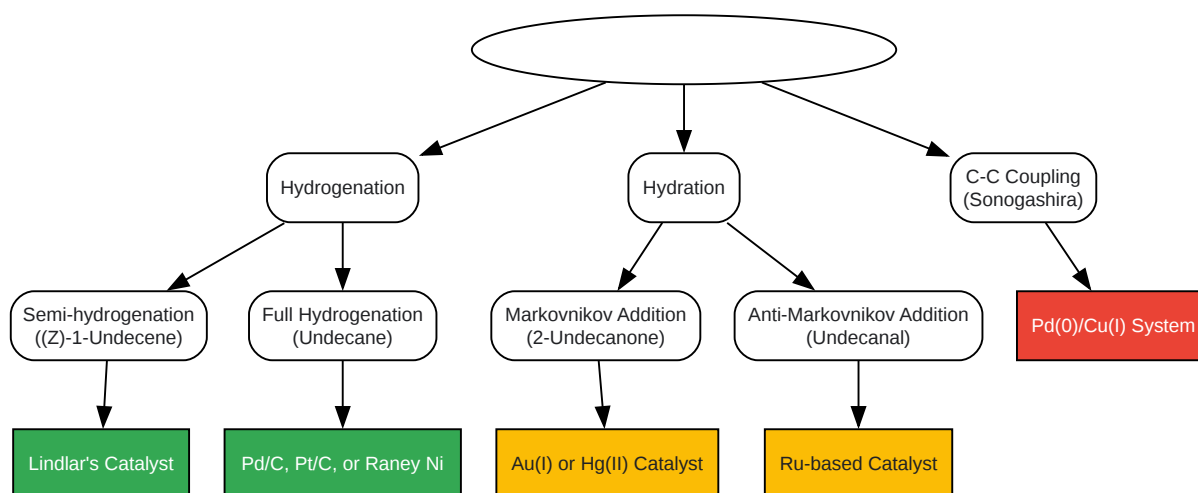 Hydrogenation
Hydration
C-C Coupling
(Sonogashira)
Semi-hydrogenation
((Z)-1-Undecene)
Full Hydrogenation
(Undecane)
Markovnikov Addition
(2-Undecanone)
Anti-Markovnikov Addition
(Undecanal)
Pd(0)/Cu(I) System
Lindlar's Catalyst
Pd/C, Pt/C, or Raney Ni
Au(I) or Hg(II) Catalyst
Ru-based Catalyst